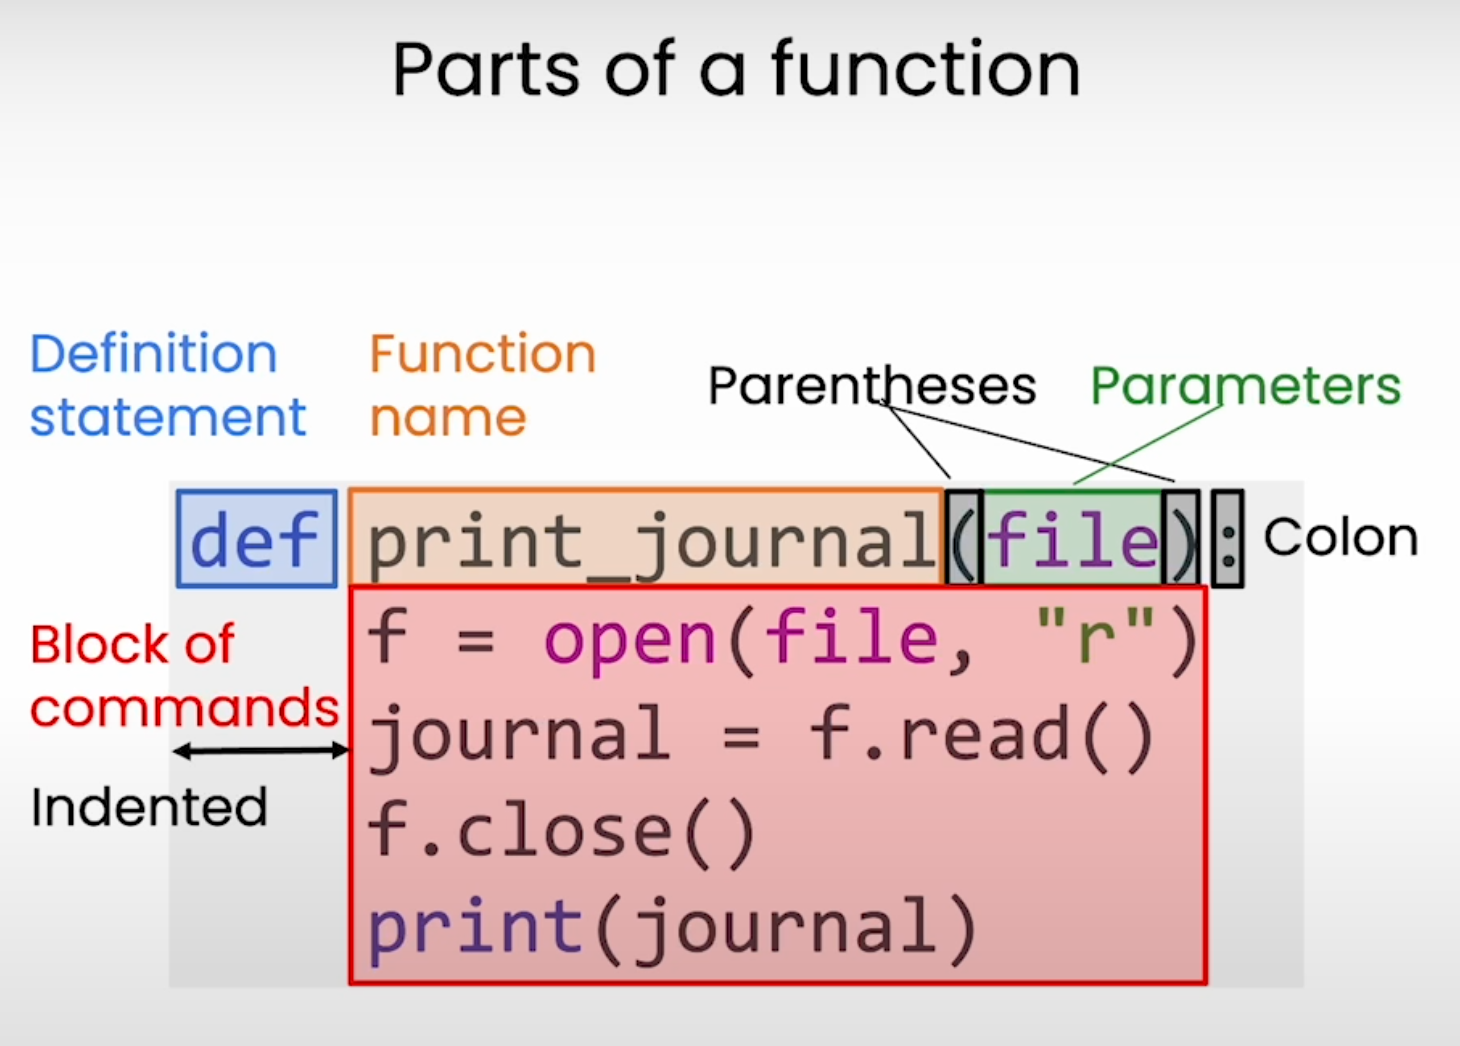 Parts of a function
Definition
statement
Function
name
Parentheses
Parameters
def print_journal(file):
Colon
Block of
commands
Indented
f = open(file, "r")
journal = f.read()
f.close()
print(journal)